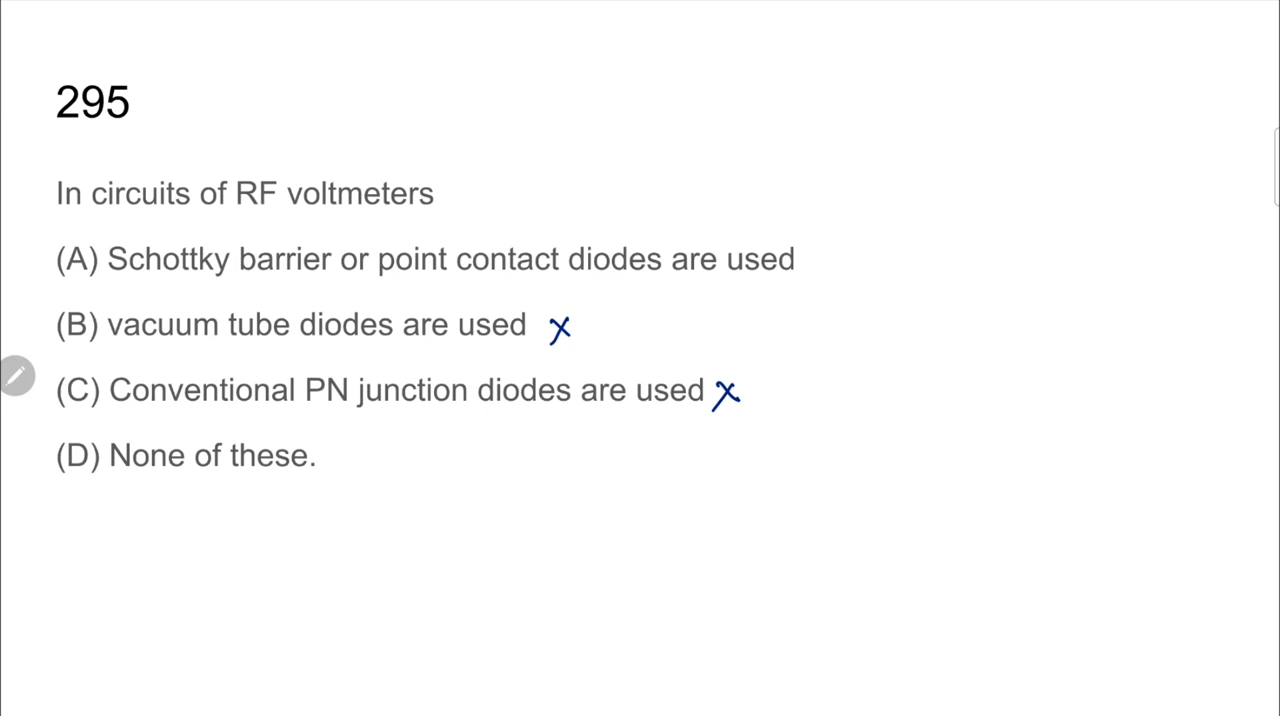 295
In circuits of RF voltmeters
(A) Schottky barrier or point contact diodes are used
(B) vacuum tube diodes are used x
(C) Conventional PN junction diodes are used x
(D) None of these.